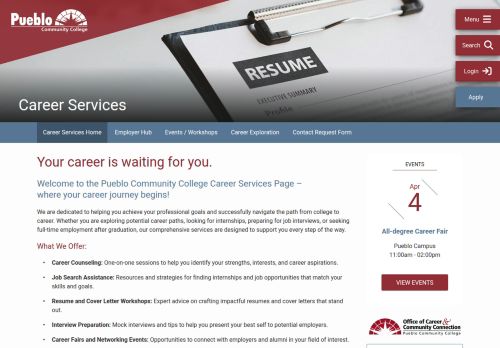 Pueblo
Community College
Menu
Search
Login
Apply
RESUME
EXECUTIVE SUMMARY
Profile
Career Services
Career Services Home
Employer Hub
Events / Workshops
Career Exploration
Contact Request Form
Your career is waiting for you.
Welcome to the Pueblo Community College Career Services Page –
where your career journey begins!
We are dedicated to helping you achieve your professional goals and successfully navigate the path from college to
career. Whether you are exploring potential career paths, looking for internships, preparing for job interviews, or seeking
full-time employment after graduation, our comprehensive services are designed to support you every step of the way.
What We Offer:
Career Counseling: One-on-one sessions to help you identify your strengths, interests, and career aspirations.
Job Search Assistance: Resources and strategies for finding internships and job opportunities that match your
skills and goals.
Resume and Cover Letter Workshops: Expert advice on crafting impactful resumes and cover letters that stand
out.
Interview Preparation: Mock interviews and tips to help you present your best self to potential employers.
Career Fairs and Networking Events: Opportunities to connect with employers and alumni in your field of interest.
EVENTS
Apr
4
All-degree Career Fair
Pueblo Campus
11:00am - 02:00pm
VIEW EVENTS
Office of Career &
Community Connection
Pueblo Community College